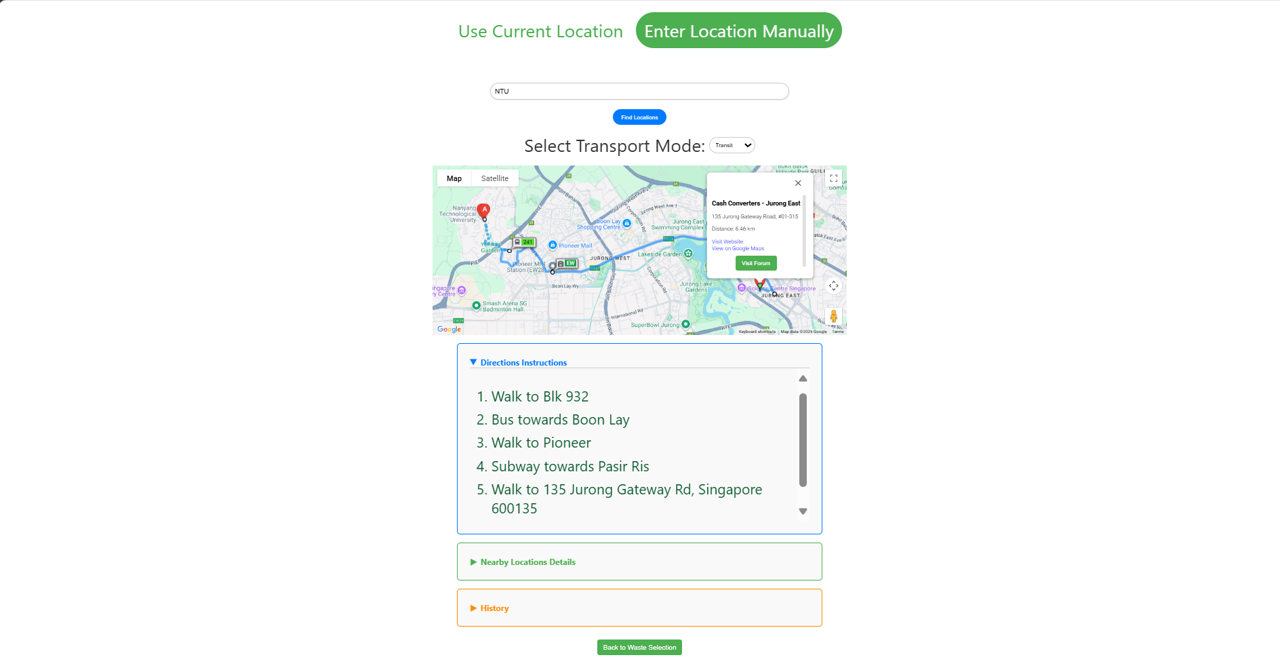 Use Current Location
Enter Location Manually
NTU
Find Locations
Select Transport Mode:
Transit
Map
Satellite
Cash Converters - Jurong East
135 Jurong Gateway Road, #01-315
Distance: 6.46 km
Visit Website
View on Google Maps
Visit Forum
Nanyang
Technological
University
A
241
Pioneer Mall
Boon Lay
Shopping Centre
Jurong East
Swimming Complex
Lakeside Garden
JURONG WEST
EW
Pioneer MRT
Boon Lay Wy
Jurong Lake
Gardens
Smash Arena SG
Badminton Hall
SuperBowl Jurong
International Rd
JURONG EAST
Google
Keyboard shortcuts
Map data ©2025 Google
Terms
Directions Instructions
1. Walk to Blk 932
2. Bus towards Boon Lay
3. Walk to Pioneer
4. Subway towards Pasir Ris
5. Walk to 135 Jurong Gateway Rd, Singapore
600135
Nearby Locations Details
History
Back to Waste Selection